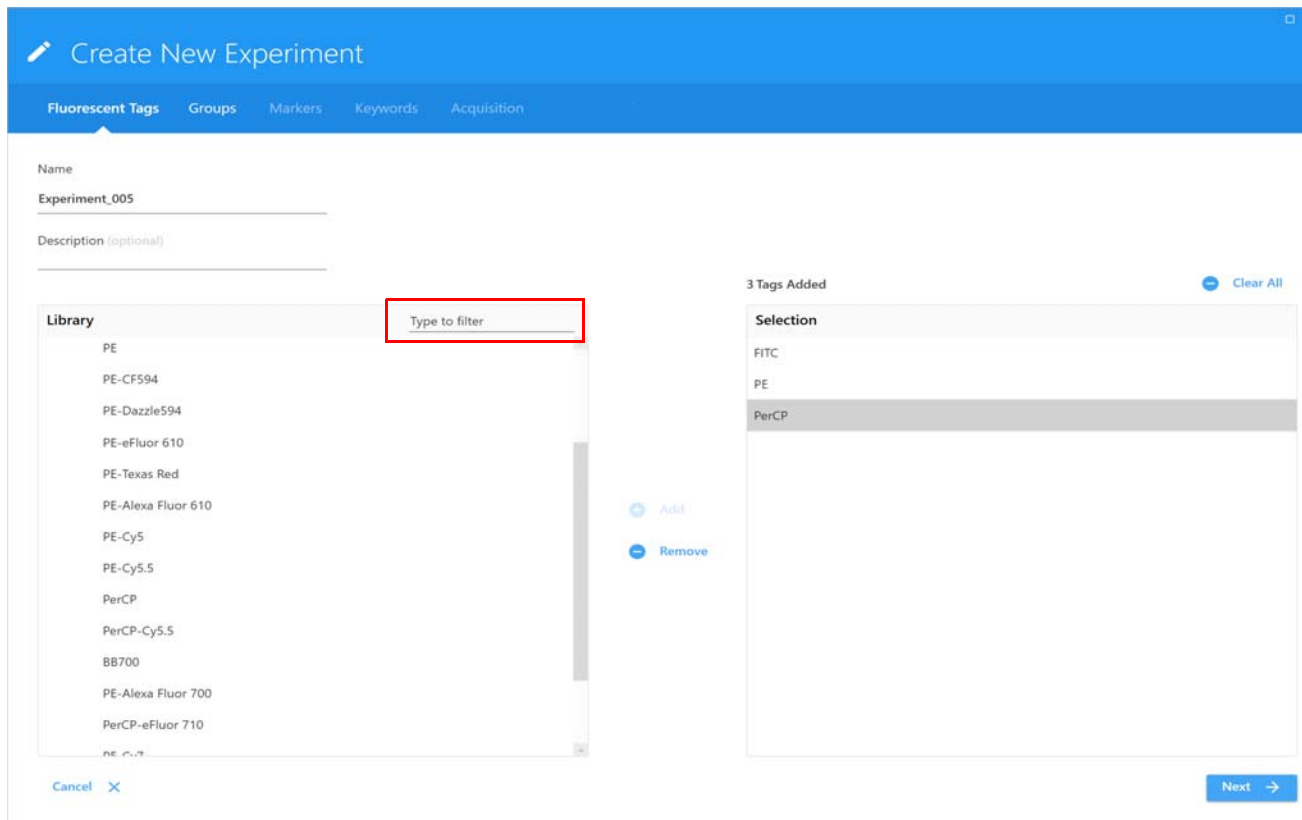 Create New Experiment
Fluorescent Tags Groups Markers Keywords Acquisition
Name
Experiment_005
Description (optional)
3 Tags Added
Clear All
Library
Type to filter
PE
PE-CF594
PE-Dazzle594
PE-eFluor 610
PE-Texas Red
PE-Alexa Fluor 610
PE-Cy5
PE-Cy5.5
PerCP
PerCP-Cy5.5
BB700
PE-Alexa Fluor 700
PerCP-eFluor 710
PE-Cy7
Add
Remove
Selection
FITC
PE
PerCP
Cancel
Next